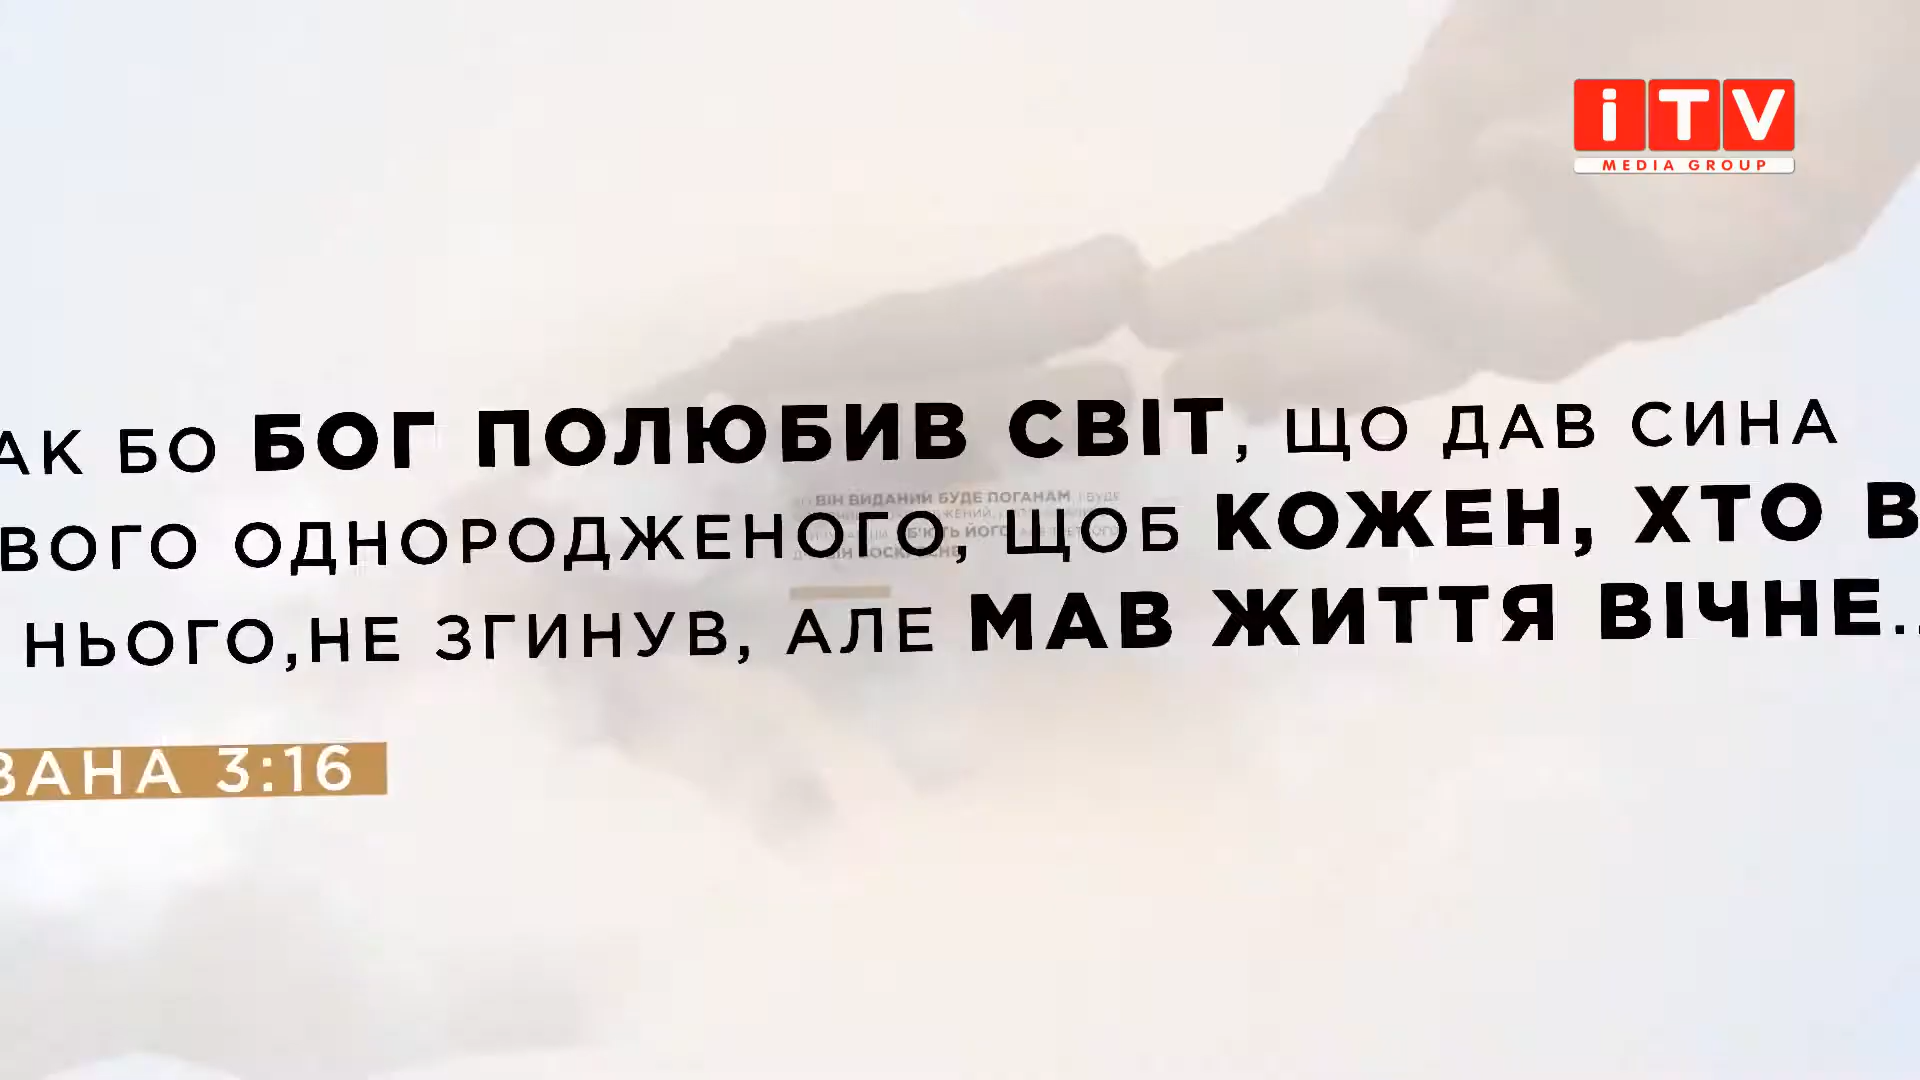 iTV
MEDIA GROUP
АК БО БОГ ПОЛЮБИВ СВІТ, ЩО ДАВ СИНА
ВОГО ОДНОРОДЖЕНОГО, ЩОБ КОЖЕН, ХТО В
НЬОГО,НЕ ЗГИНУВ, АЛЕ МАВ ЖИТТЯ ВІЧНЕ..
ВІН ВИДАНИЙ БУДЕ ПОГАНАМ, І БУДЕ
ВАНА 3:16